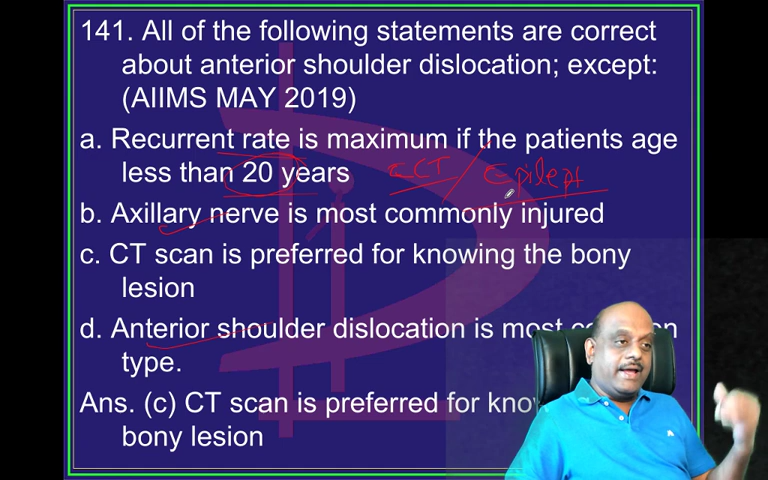 141. All of the following statements are correct
about anterior shoulder dislocation; except:
(AIIMS MAY 2019)
a. Recurrent rate is maximum if the patients age
less than 20 years ECT / Epilept
b. Axillary nerve is most commonly injured
c. CT scan is preferred for knowing the bony
lesion
d. Anterior shoulder dislocation is most
type.
Ans. (c) CT scan is preferred for
bony lesion